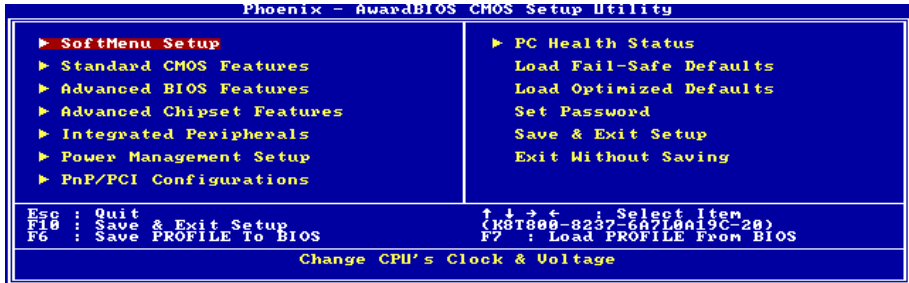 Phoenix - AwardBIOS CMOS Setup Utility
▶ SoftMenu Setup
▶ Standard CMOS Features
▶ Advanced BIOS Features
▶ Advanced Chipset Features
▶ Integrated Peripherals
▶ Power Management Setup
▶ PnP/PCI Configurations
▶ PC Health Status
Load Fail-Safe Defaults
Load Optimized Defaults
Set Password
Save & Exit Setup
Exit Without Saving
Esc : Quit
F10 : Save & Exit Setup
F6 : Save PROFILE To BIOS
↑ ↓ → ← : Select Item
(K8T800-8237-6A7L0A19C-20)
F7 : Load PROFILE From BIOS
Change CPU's Clock & Voltage